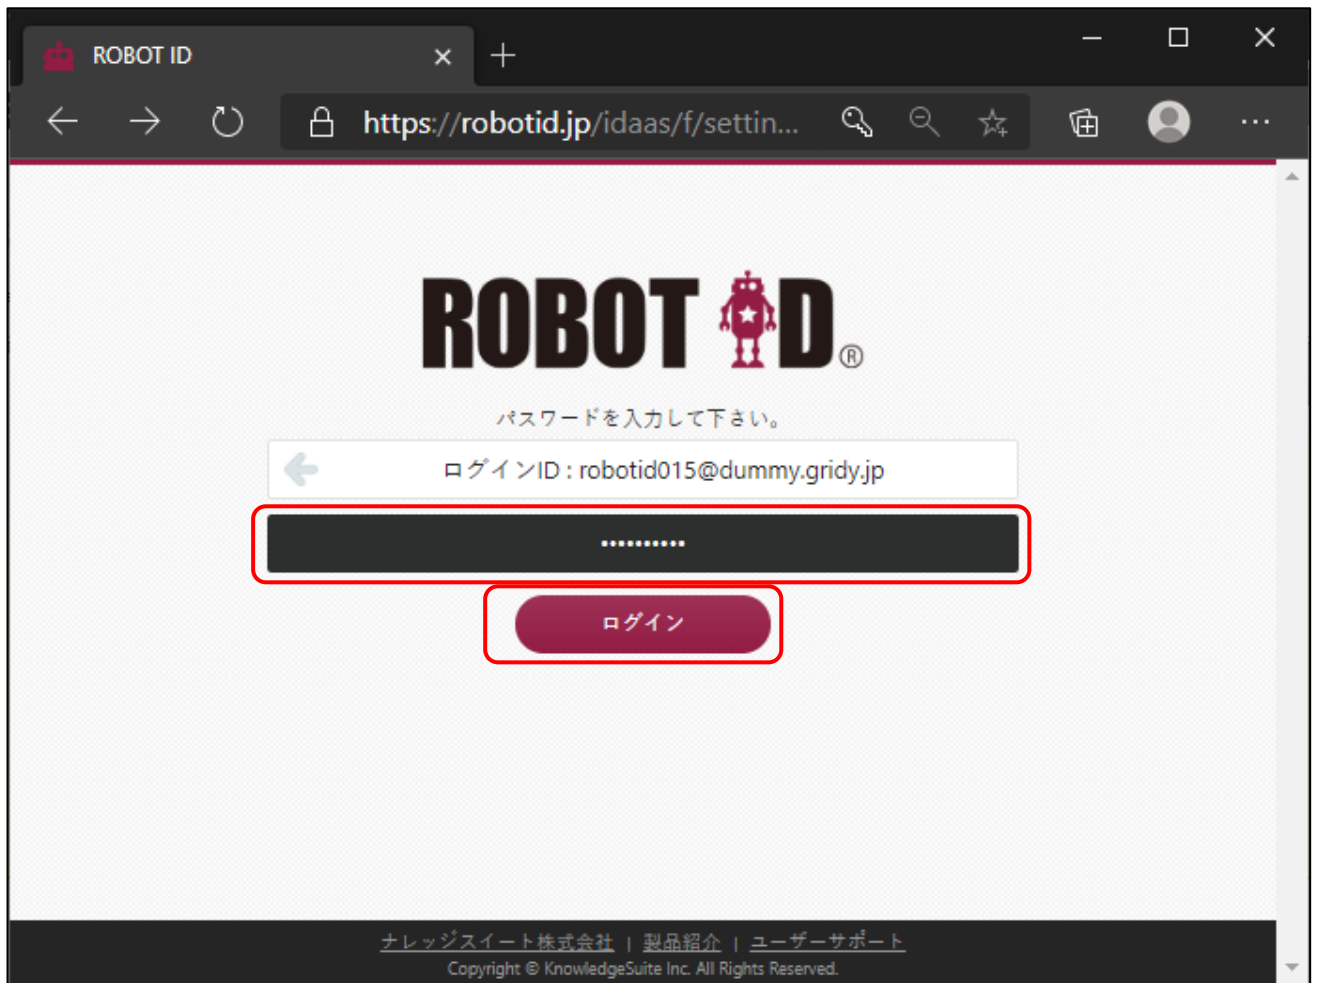 ROBOT ID
https://robotid.jp/idaas/f/settin...
ROBOT ID®
パスワードを入力して下さい。
ログインID : robotid015@dummy.gridy.jp
••••••••••
ログイン
ナレッジスイート株式会社 | 製品紹介 | ユーザーサポート
Copyright © KnowledgeSuite Inc. All Rights Reserved.